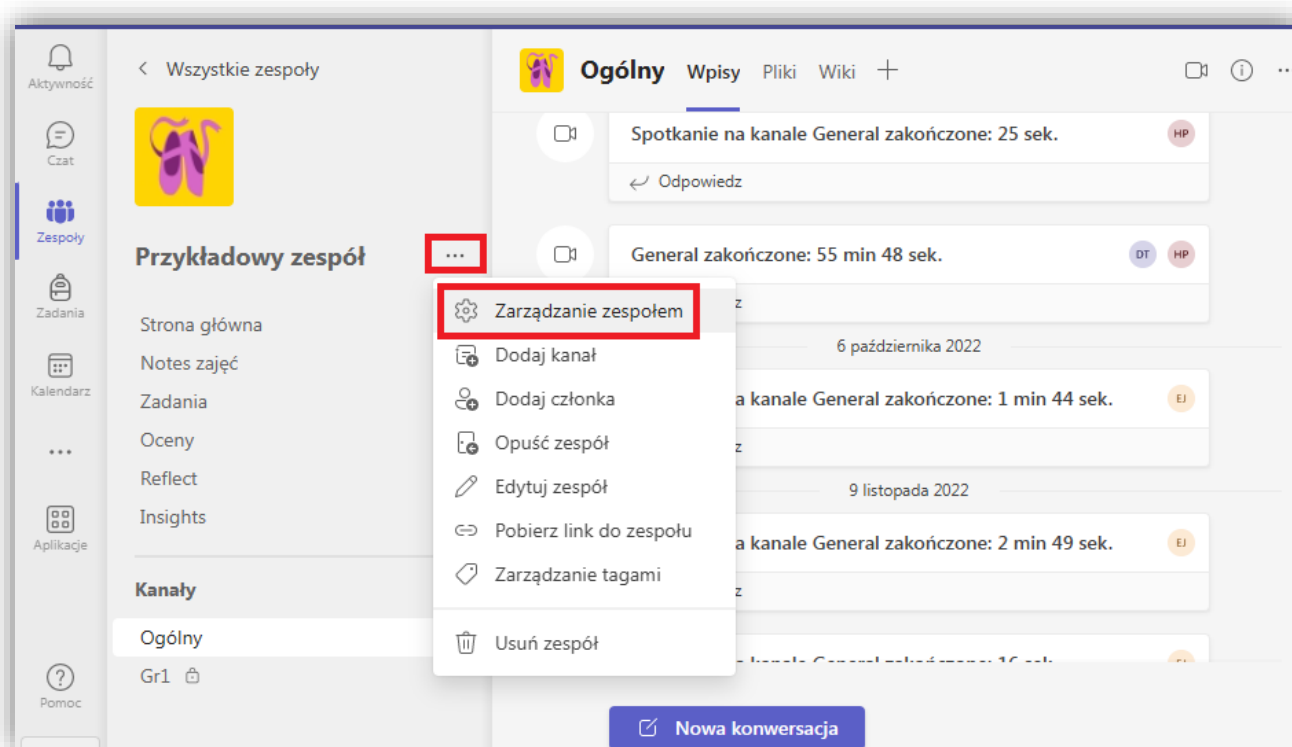 Aktywność
Czat
Zespoły
Zadania
Kalendarz
Aplikacje
Pomoc
Wszystkie zespoły
Przykładowy zespół
Strona główna
Notes zajęć
Zadania
Oceny
Reflect
Insights
Kanały
Ogólny
Gr1
Zarządzanie zespołem
Dodaj kanał
Dodaj członka
Opuść zespół
Edytuj zespół
Pobierz link do zespołu
Zarządzanie tagami
Usuń zespół
Ogólny Wpisy Pliki Wiki
Spotkanie na kanale General zakończone: 25 sek. HP
Odpowiedz
General zakończone: 55 min 48 sek. DT HP
z
6 października 2022
a kanale General zakończone: 1 min 44 sek. EJ
z
9 listopada 2022
a kanale General zakończone: 2 min 49 sek. EJ
z
Nowa konwersacja